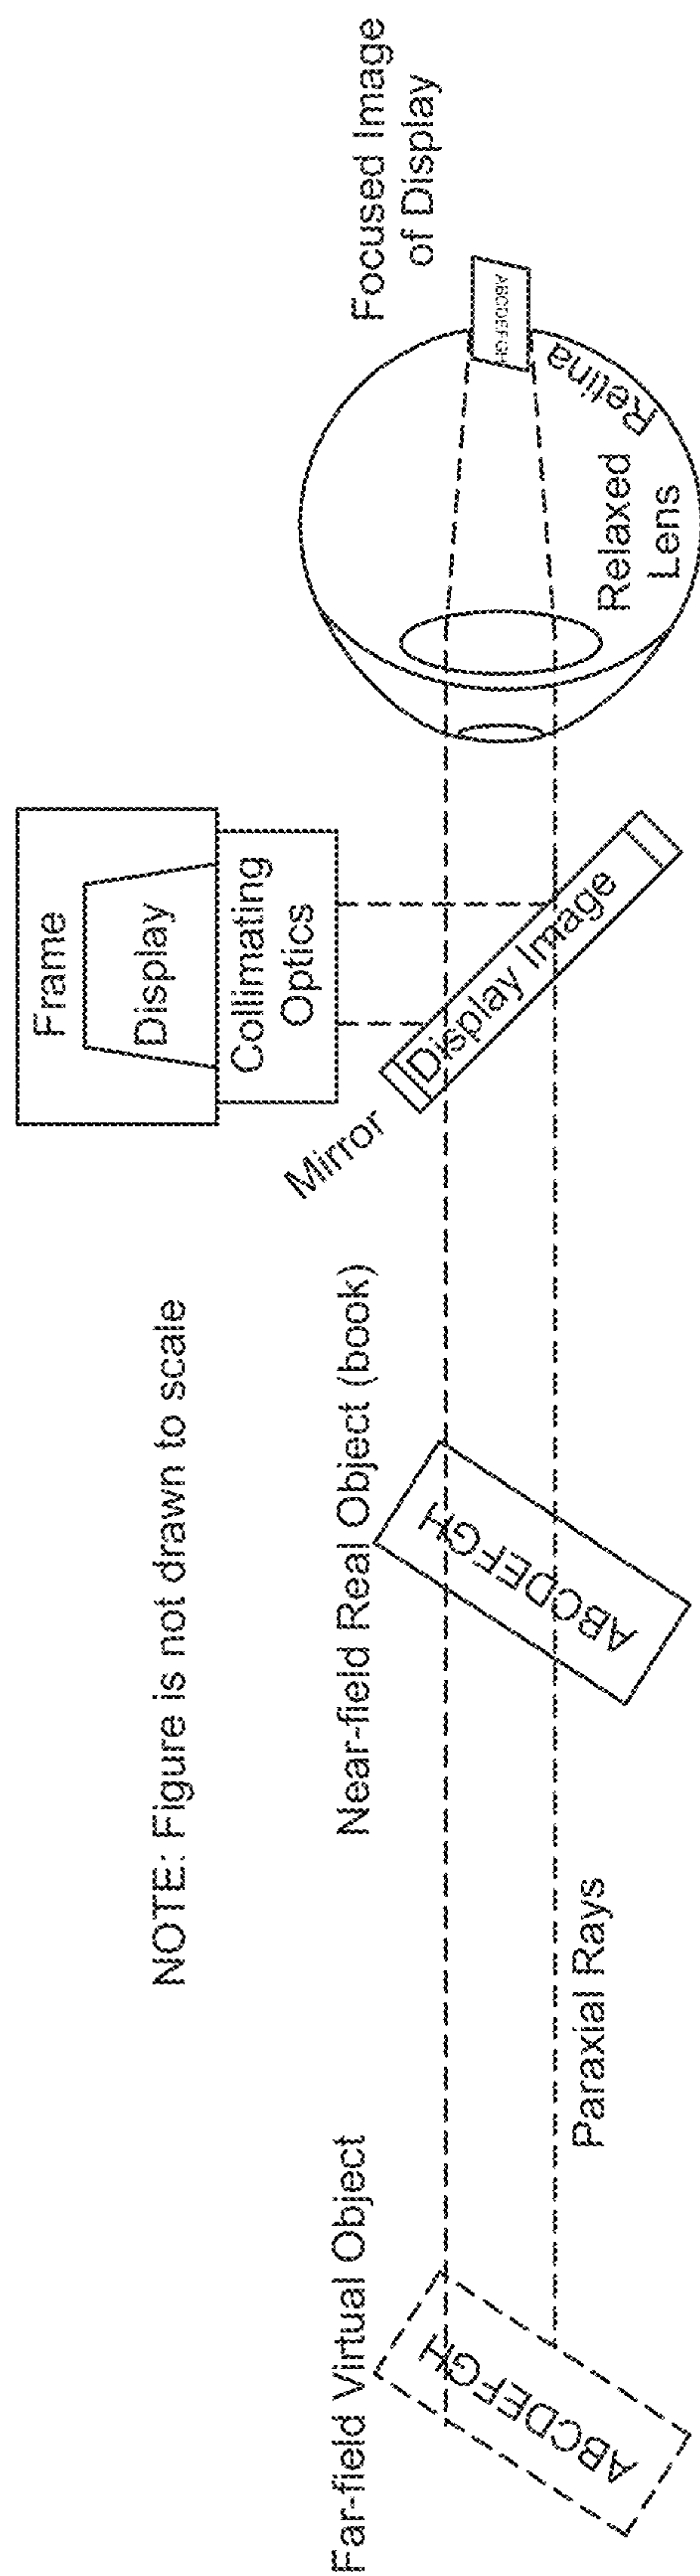 NOTE: Figure is not drawn to scale
Frame
Display
Collimating
Optics
Mirror
Display Image
Far-field Virtual Object
ABCDEFGH
Near-field Real Object (book)
ABCDEFGH
Paraxial Rays
Relaxed
Lens
Retina
Focused Image
of Display
ABCDEFGH